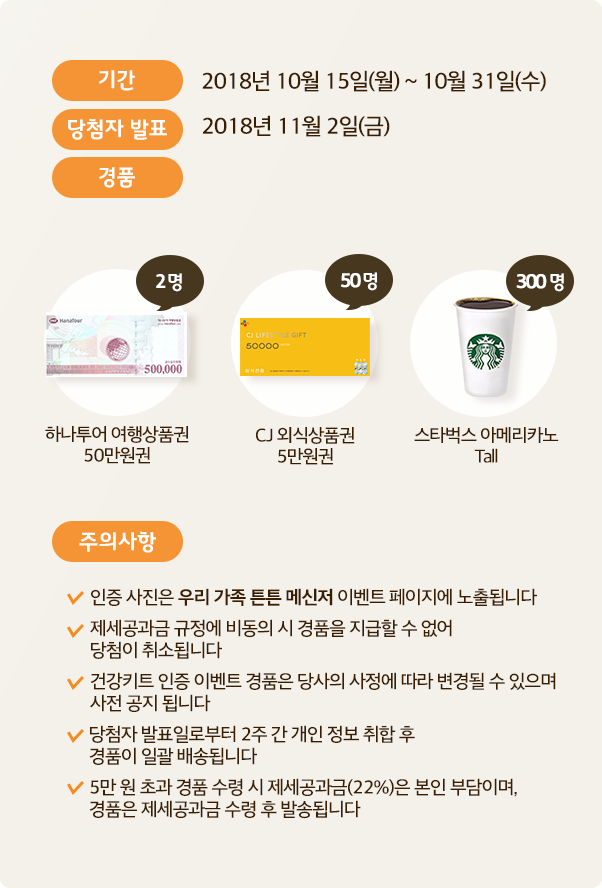 기간
2018년 10월 15일(월) ~ 10월 31일(수)
당첨자 발표
2018년 11월 2일(금)
경품
2명
50명
300명
HanaTour
500,000
CJ LIFESTYLE GIFT
50000
하나투어 여행상품권
50만원권
CJ 외식상품권
5만원권
스타벅스 아메리카노
Tall
주의사항
인증 사진은 우리 가족 튼튼 메신저 이벤트 페이지에 노출됩니다
제세공과금 규정에 비동의 시 경품을 지급할 수 없어
당첨이 취소됩니다
건강키트 인증 이벤트 경품은 당사의 사정에 따라 변경될 수 있으며
사전 공지 됩니다
당첨자 발표일로부터 2주 간 개인 정보 취합 후
경품이 일괄 배송됩니다
5만 원 초과 경품 수령 시 제세공과금(22%)은 본인 부담이며,
경품은 제세공과금 수령 후 발송됩니다